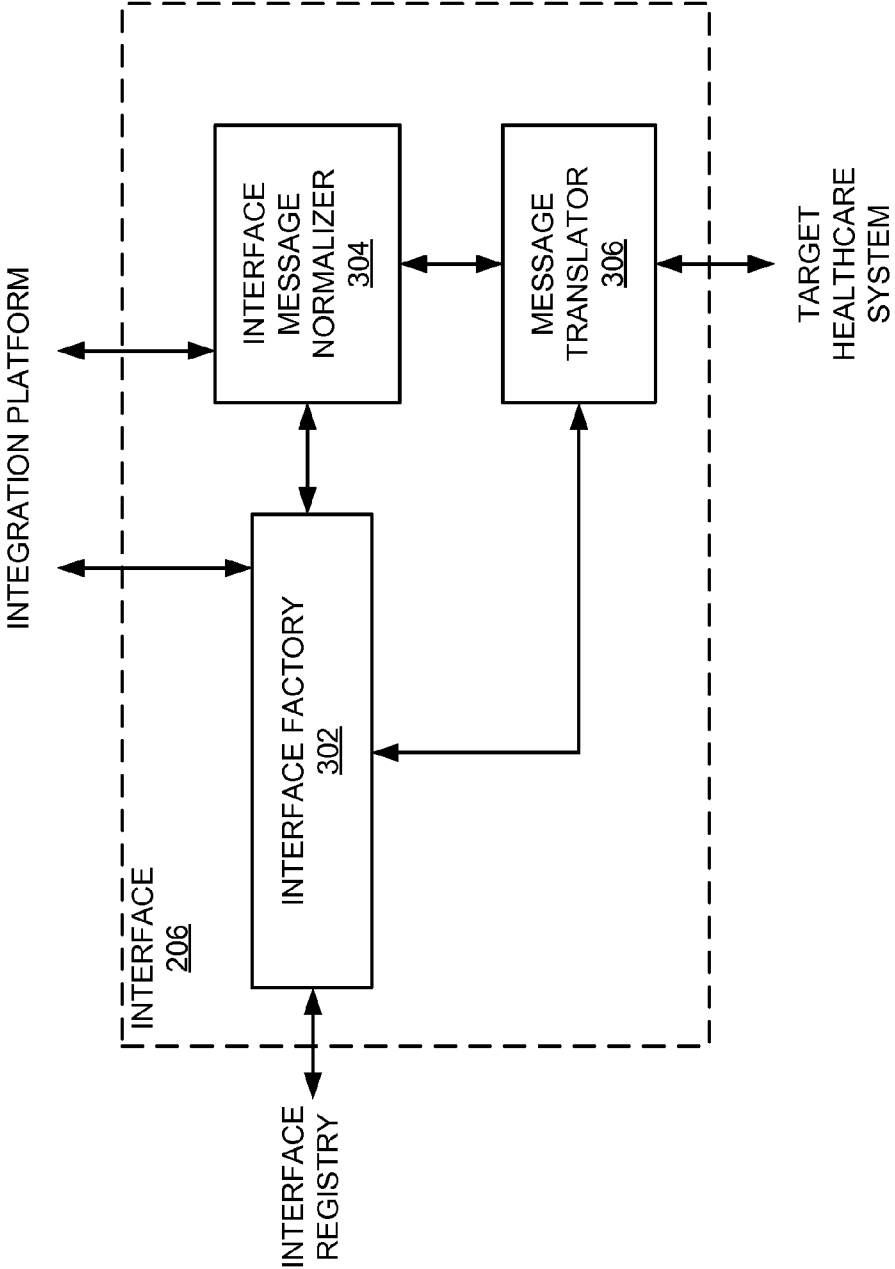 INTEGRATION PLATFORM
INTERFACE
206
INTERFACE
REGISTRY
INTERFACE FACTORY
302
INTERFACE
MESSAGE
NORMALIZER
304
MESSAGE
TRANSLATOR
306
TARGET
HEALTHCARE
SYSTEM